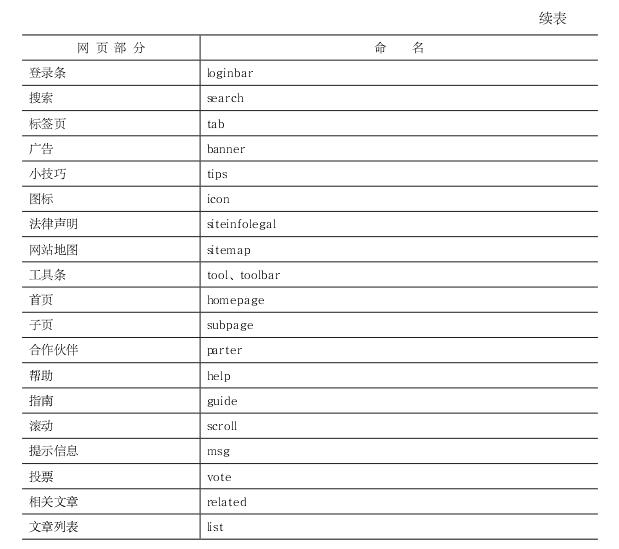 续表
网页部分 命名
登录条 loginbar
搜索 search
标签页 tab
广告 banner
小技巧 tips
图标 icon
法律声明 siteinfolegal
网站地图 sitemap
工具条 tool、toolbar
首页 homepage
子页 subpage
合作伙伴 parter
帮助 help
指南 guide
滚动 scroll
提示信息 msg
投票 vote
相关文章 related
文章列表 list